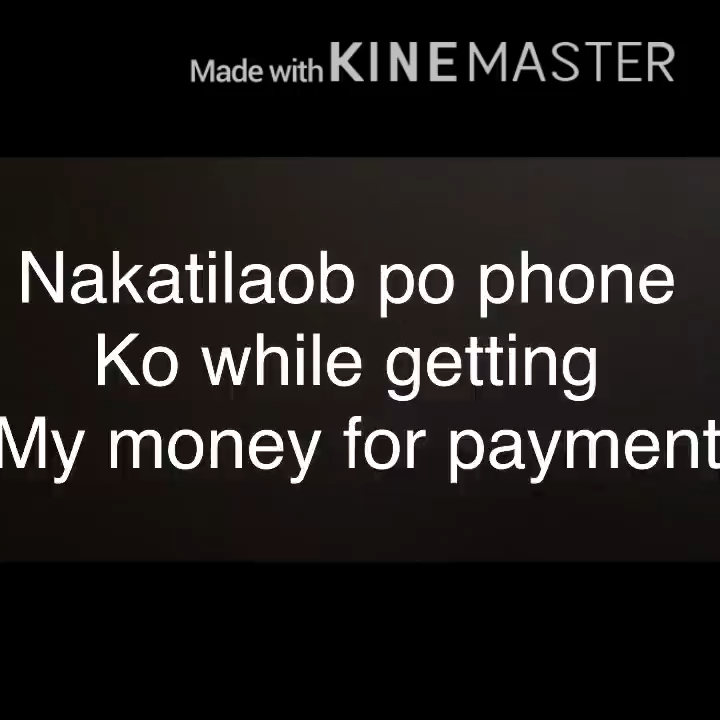 Made with KINEMASTER
Nakatilaob po phone
Ko while getting
My money for payment